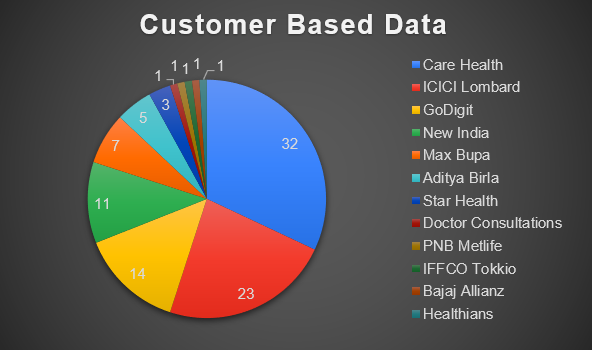 Customer Based Data
32
23
14
11
7
5
3
1
1
1
1
1
Care Health
ICICI Lombard
GoDigit
New India
Max Bupa
Aditya Birla
Star Health
Doctor Consultations
PNB Metlife
IFFCO Tokkio
Bajaj Allianz
Healthians